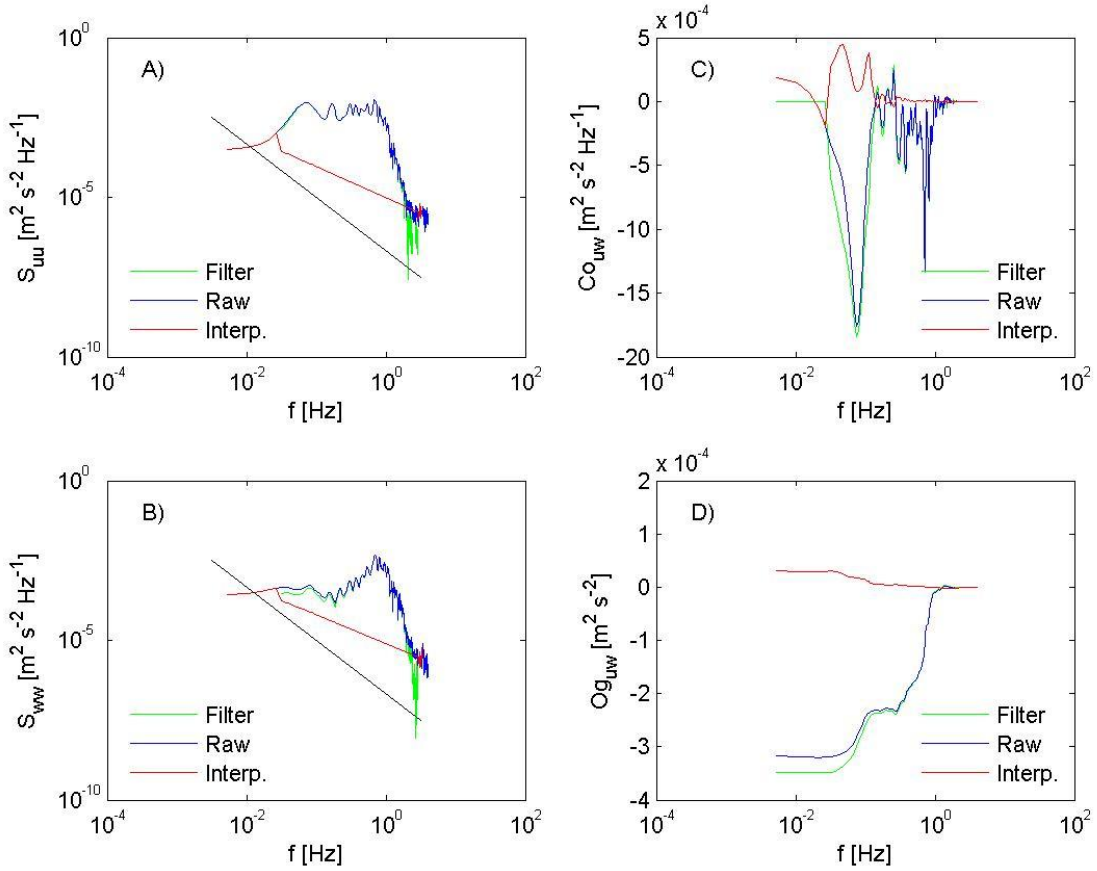 A)
10^0
10^-5
10^-10
S_uu [m^2 s^-2 Hz^-1]
Filter
Raw
Interp.
10^-4
10^-2
10^0
10^2
f [Hz]
x 10^-4
C)
5
0
-5
-10
-15
-20
Co_uw [m^2 s^-2 Hz^-1]
Filter
Raw
Interp.
10^-4
10^-2
10^0
10^2
f [Hz]
B)
10^0
10^-5
10^-10
S_ww [m^2 s^-2 Hz^-1]
Filter
Raw
Interp.
10^-4
10^-2
10^0
10^2
f [Hz]
x 10^-4
D)
2
1
0
-1
-2
-3
-4
Og_uw [m^2 s^-2]
Filter
Raw
Interp.
10^-4
10^-2
10^0
10^2
f [Hz]